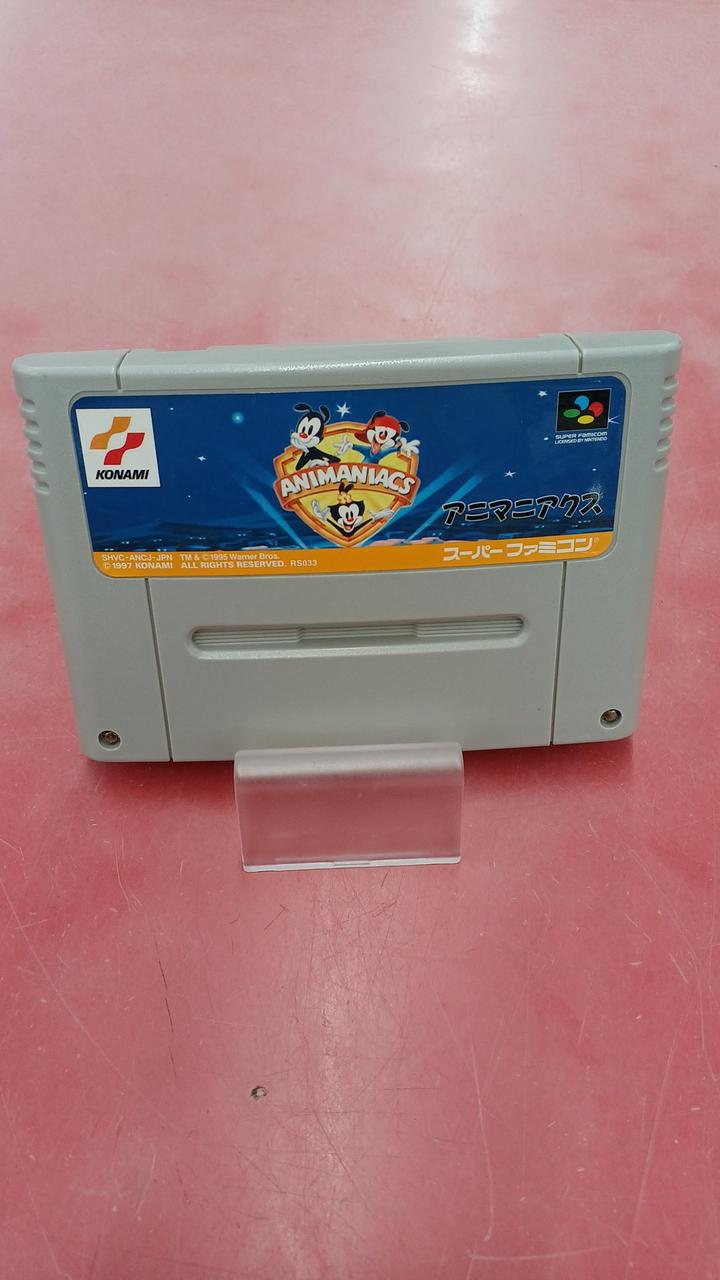 KONAMI
ANIMANIACS
SUPER FAMICOM
LICENSED BY NINTENDO
アニマニアクス
SHVC-ANCJ-JPN TM & ©1995 Warner Bros.
© 1997 KONAMI ALL RIGHTS RESERVED. RS033
スーパーファミコン®